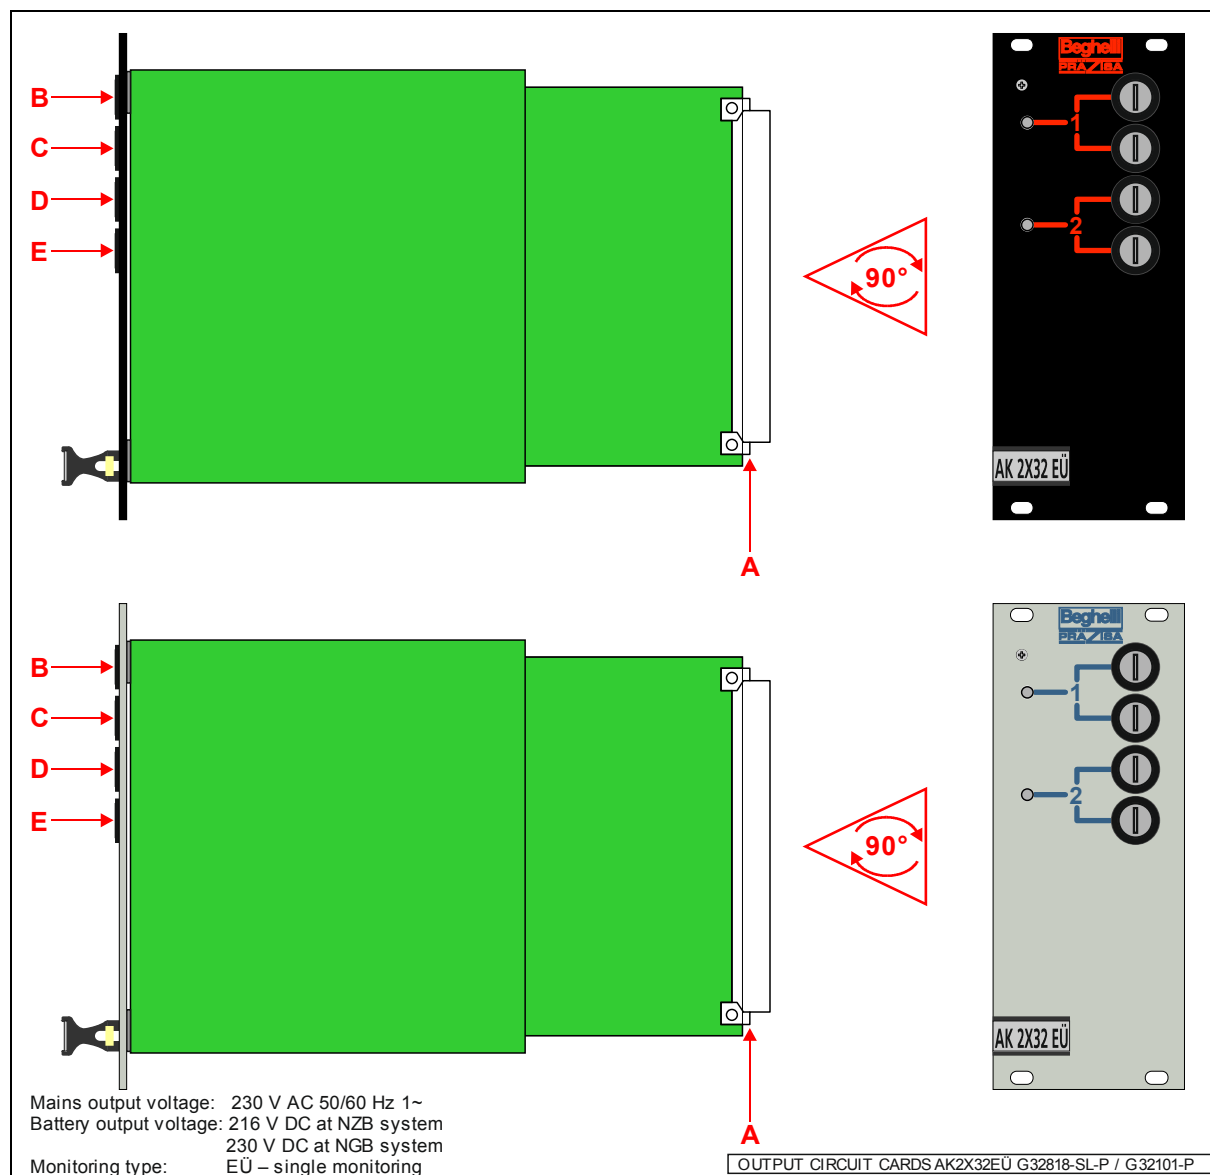 Beghelli
PRÄZISA
B
C
D
E
1
2
90°
AK 2X32 EÜ
A
Beghelli
PRÄZISA
B
C
D
E
1
2
90°
AK 2X32 EÜ
A
Mains output voltage: 230 V AC 50/60 Hz 1~
Battery output voltage: 216 V DC at NZB system
230 V DC at NGB system
Monitoring type: EÜ – single monitoring
OUTPUT CIRCUIT CARDS AK2X32EÜ G32818-SL-P / G32101-P